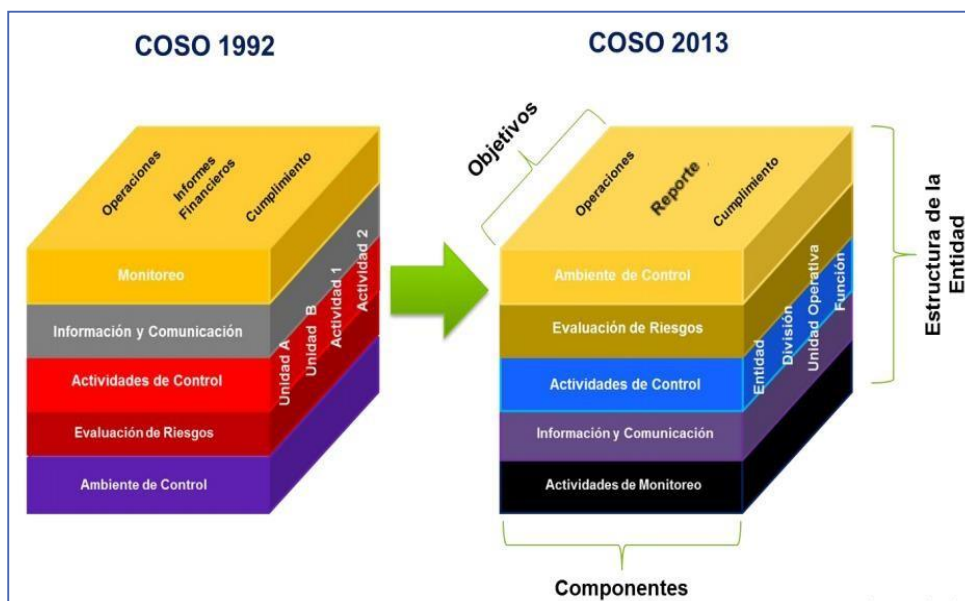 COSO 1992
COSO 2013
Operaciones
Informes
Financieros
Cumplimiento
Monitoreo
Información y Comunicación
Actividades de Control
Evaluación de Riesgos
Ambiente de Control
Unidad A
Unidad B
Actividad 1
Actividad 2
Objetivos
Operaciones
Reporte
Cumplimiento
Ambiente de Control
Evaluación de Riesgos
Actividades de Control
Información y Comunicación
Actividades de Monitoreo
Entidad
División
Unidad Operativa
Función
Estructura de la
Entidad
Componentes